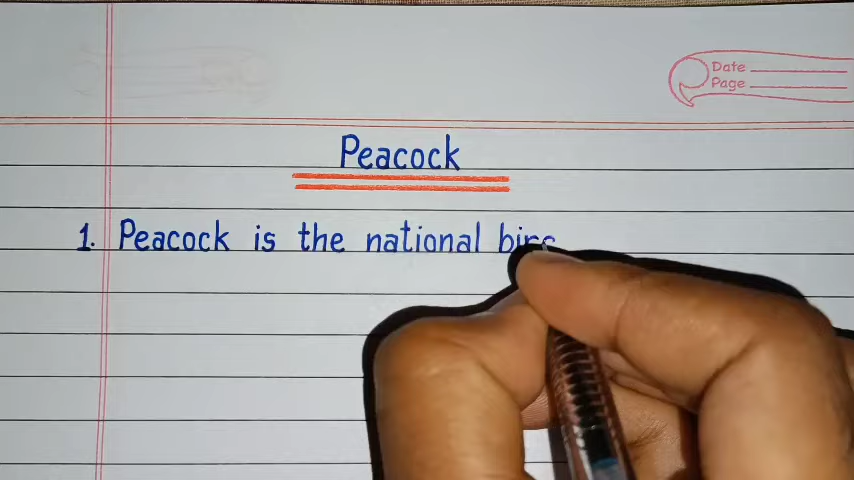 Date
Page
Peacock
1. Peacock is the national